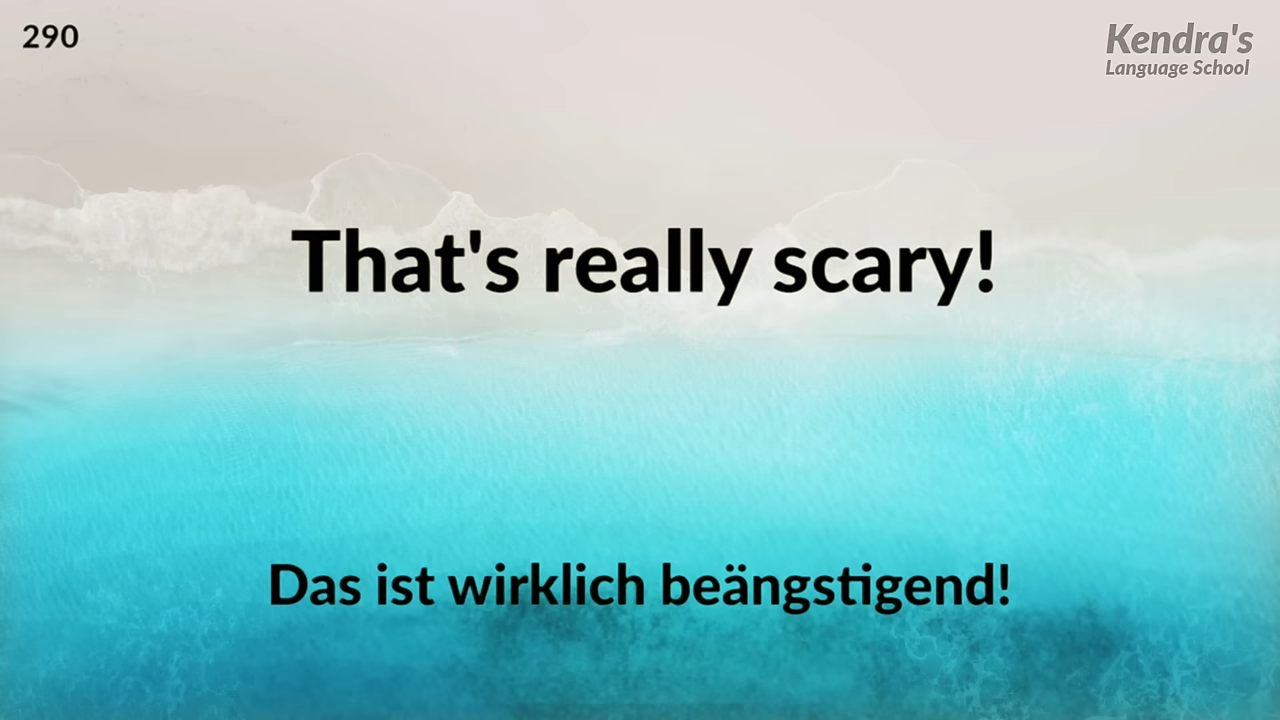 290
Kendra's
Language School
That's really scary!
Das ist wirklich beängstigend!